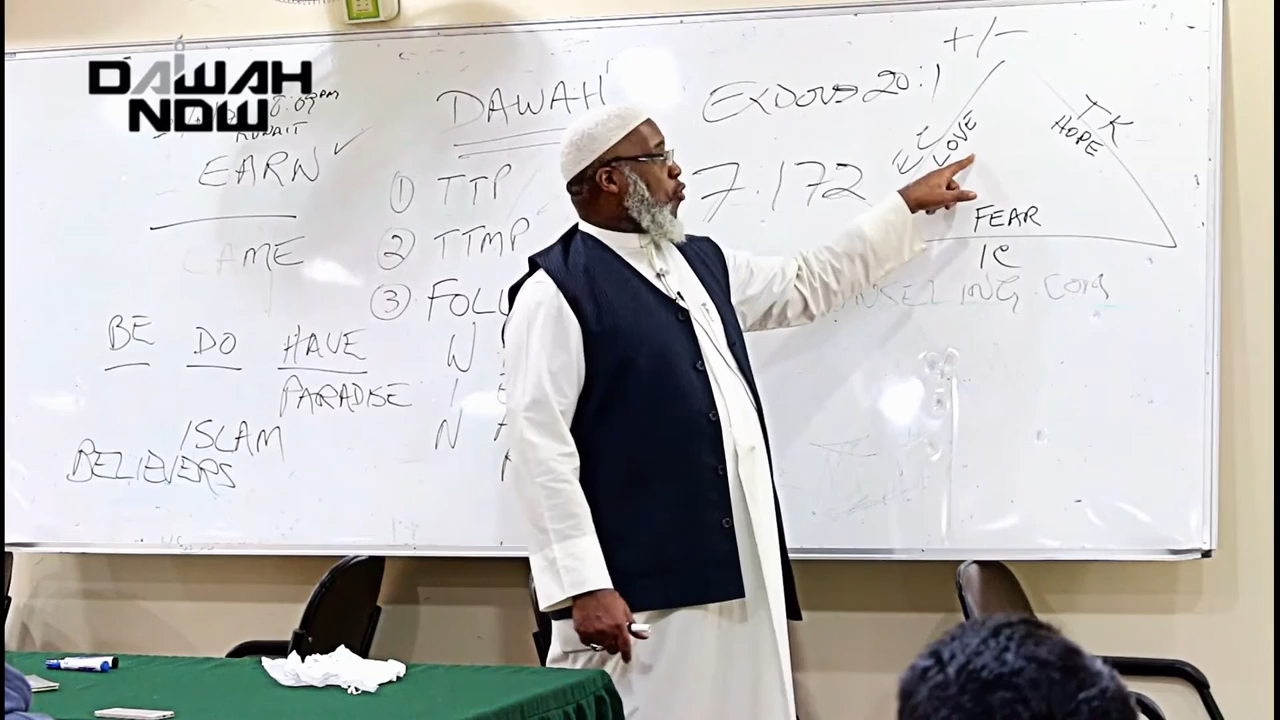 DAWAH
NOW
KUWAIT
EARN
CAME
BE DO HAVE
PARADISE
ISLAM
BELIEVERS
DAWAH
1 TTP
2 TTMP
3 FOLL
W
I
N
EXODUS 20:1
7:172
+/-
LOVE
TK
HOPE
FEAR